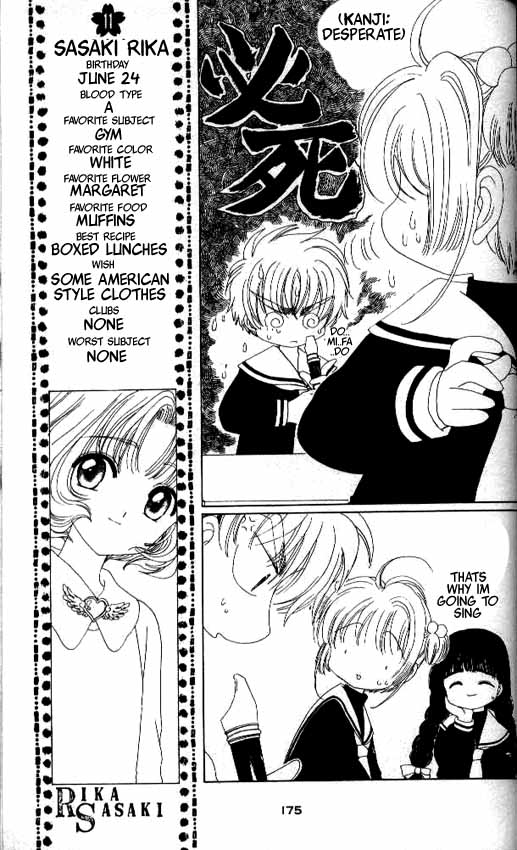 11
SASAKI RIKA
BIRTHDAY
JUNE 24
BLOOD TYPE
A
FAVORITE SUBJECT
GYM
FAVORITE COLOR
WHITE
FAVORITE FLOWER
MARGARET
FAVORITE FOOD
MUFFINS
BEST RECIPE
BOXED LUNCHES
WISH
SOME AMERICAN
STYLE CLOTHES
CLUBS
NONE
WORST SUBJECT
NONE
RIKA
SASAKI
(KANJI:
DESPERATE)
必
死
DO..
MI..FA
..DO
THATS
WHY IM
GOING TO
SING
175